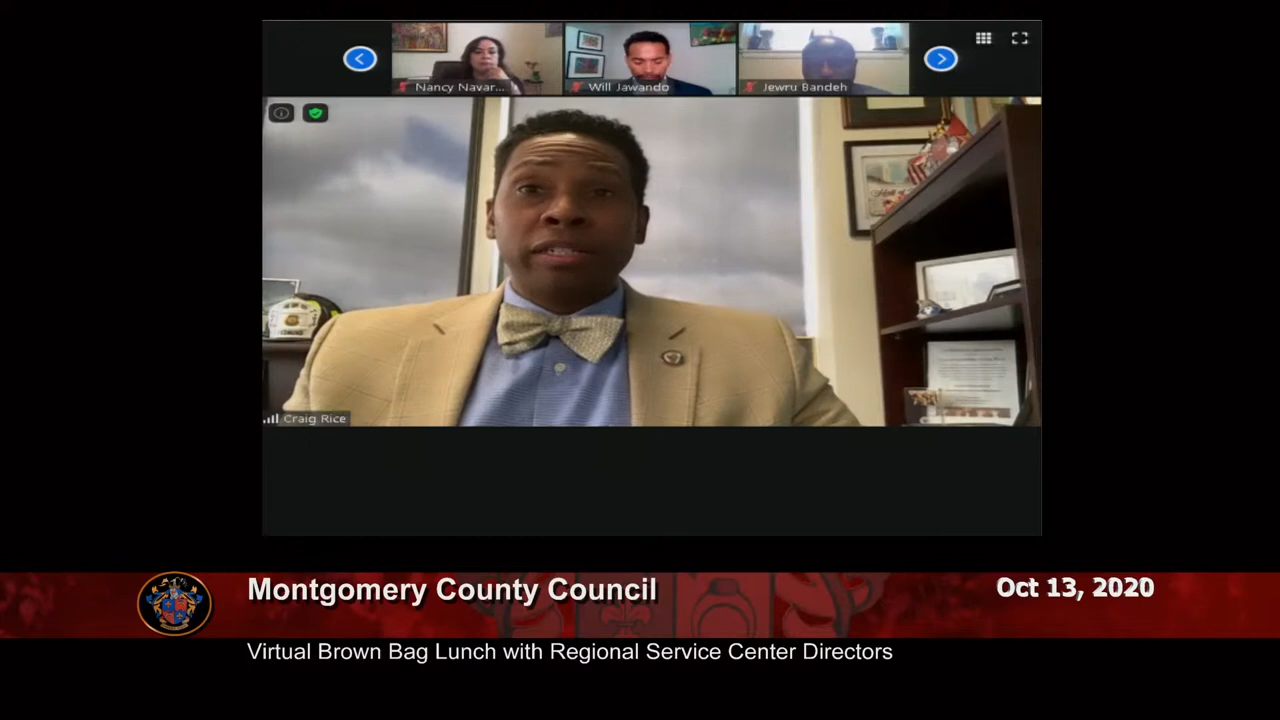 Nancy Navar...
Will Jawando
Jewru Bandeh
Craig Rice
Montgomery County Council
Oct 13, 2020
Virtual Brown Bag Lunch with Regional Service Center Directors